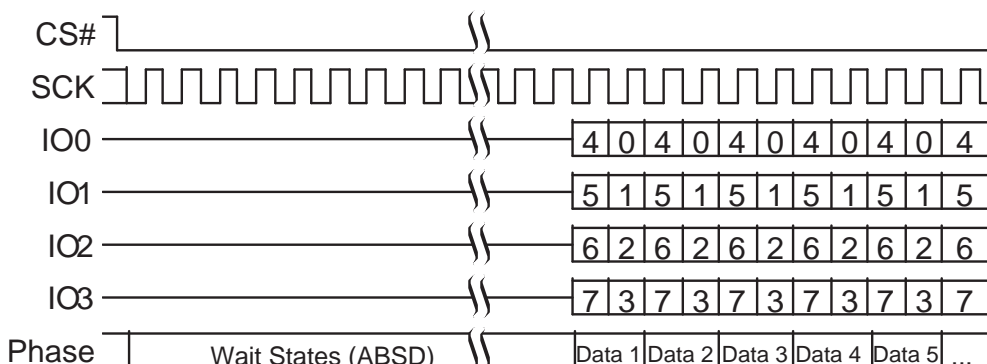 CS#
SCK
IO0 4 0 4 0 4 0 4 0 4 0 4
IO1 5 1 5 1 5 1 5 1 5 1 5
IO2 6 2 6 2 6 2 6 2 6 2 6
IO3 7 3 7 3 7 3 7 3 7 3 7
Phase Wait States (ABSD) Data 1 Data 2 Data 3 Data 4 Data 5 ...